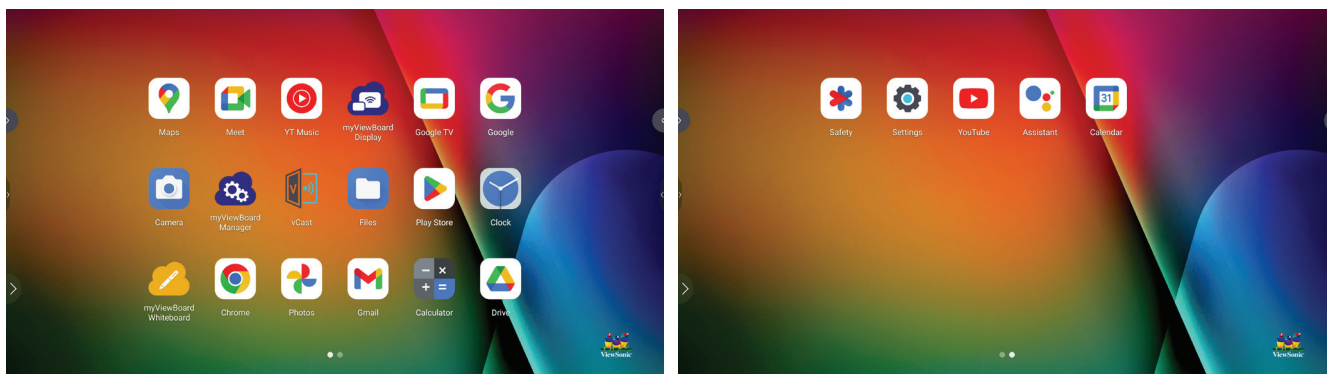 Maps
Meet
YT Music
myViewBoard
Display
Google TV
Google
Camera
myViewBoard
Manager
V
vCast
Files
Play Store
Clock
myViewBoard
Whiteboard
Chrome
Photos
Gmail
Calculator
Drive
ViewSonic
Safety
Settings
YouTube
Assistant
31
Calendar
ViewSonic